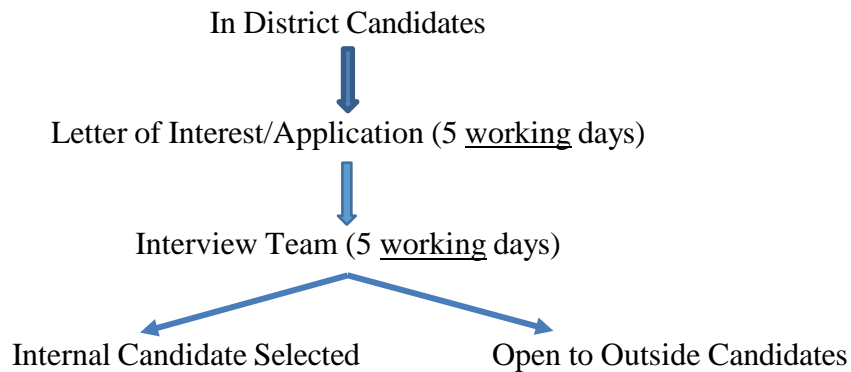 In District Candidates
Letter of Interest/Application (5 working days)
Interview Team (5 working days)
Internal Candidate Selected
Open to Outside Candidates